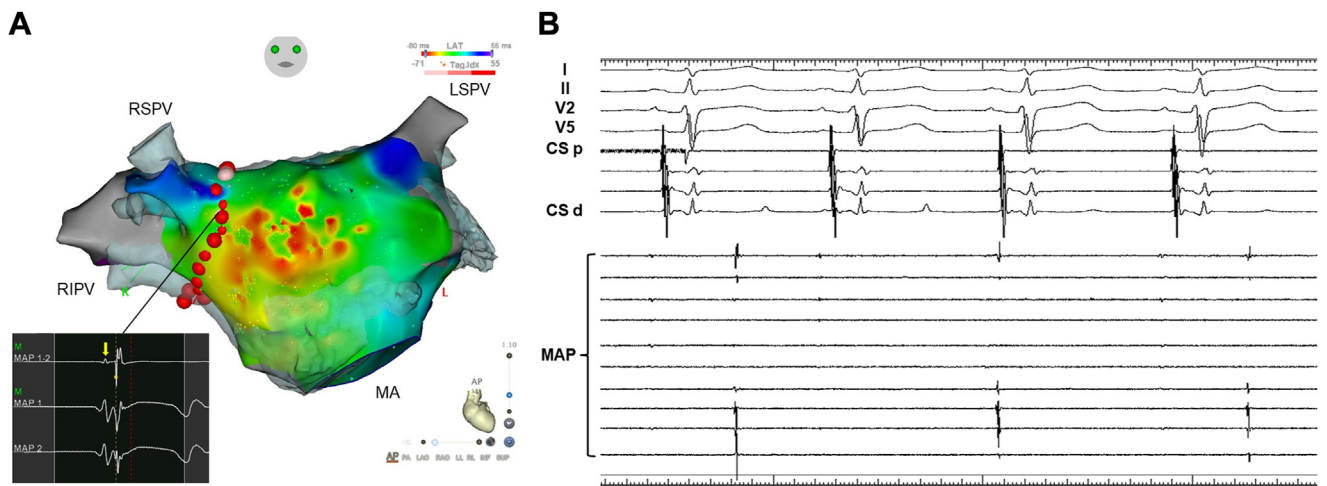 A
B
-80 ms LAT 55 ms
-71 Tag.Idx 55
LSPV
RSPV
RIPV
R
L
MA
M
MAP 1-2
M
MAP 1
MAP 2
1.10
AP
AP PA LAO RAO LL RL INF SUP
I
II
V2
V5
CS p
CS d
MAP